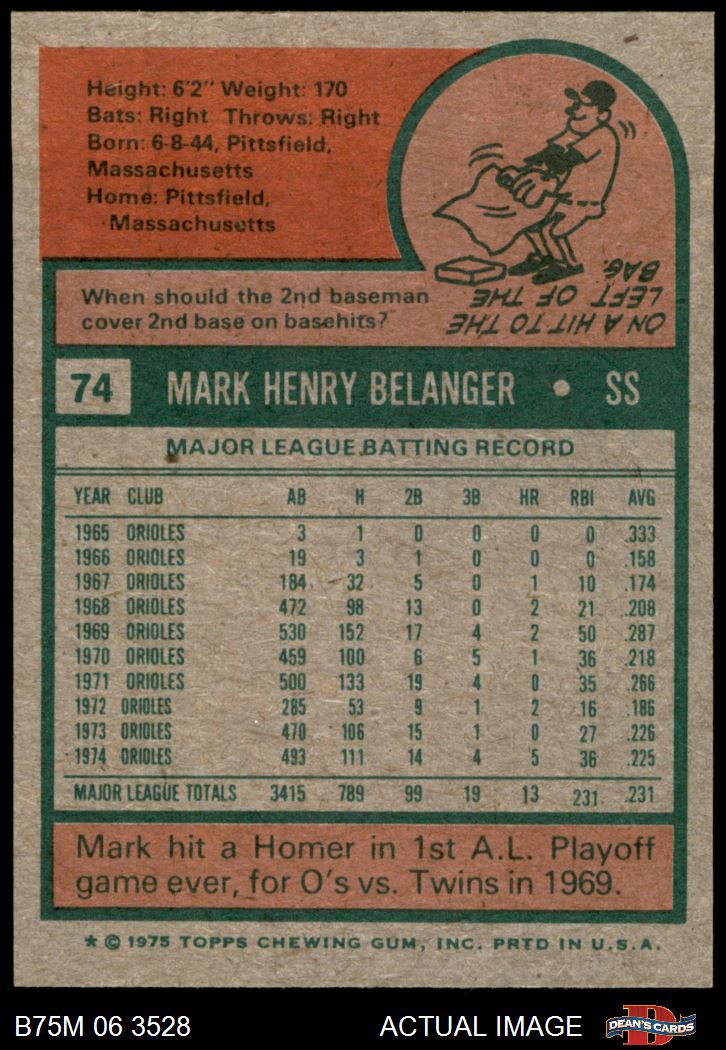 Height: 6'2" Weight: 170
Bats: Right Throws: Right
Born: 6-8-44, Pittsfield,
Massachusetts
Home: Pittsfield,
Massachusetts
When should the 2nd baseman
cover 2nd base on basehits?
ON A HIT TO THE
LEFT OF THE
BAG.
74 MARK HENRY BELANGER • SS
MAJOR LEAGUE BATTING RECORD
YEAR CLUB AB H 2B 3B HR RBI AVG
1965 ORIOLES 3 1 0 0 0 0 .333
1966 ORIOLES 19 3 1 0 0 0 .158
1967 ORIOLES 184 32 5 0 1 10 .174
1968 ORIOLES 472 98 13 0 2 21 .208
1969 ORIOLES 530 152 17 4 2 50 .287
1970 ORIOLES 459 100 6 5 1 36 .218
1971 ORIOLES 500 133 19 4 0 35 .266
1972 ORIOLES 285 53 9 1 2 16 .186
1973 ORIOLES 470 106 15 1 0 27 .226
1974 ORIOLES 493 111 14 4 5 36 .225
MAJOR LEAGUE TOTALS 3415 789 99 19 13 231 .231
Mark hit a Homer in 1st A.L. Playoff
game ever, for O's vs. Twins in 1969.
* © 1975 TOPPS CHEWING GUM, INC. PRTD IN U.S.A.
B75M 06 3528 ACTUAL IMAGE DEAN'S CARDS